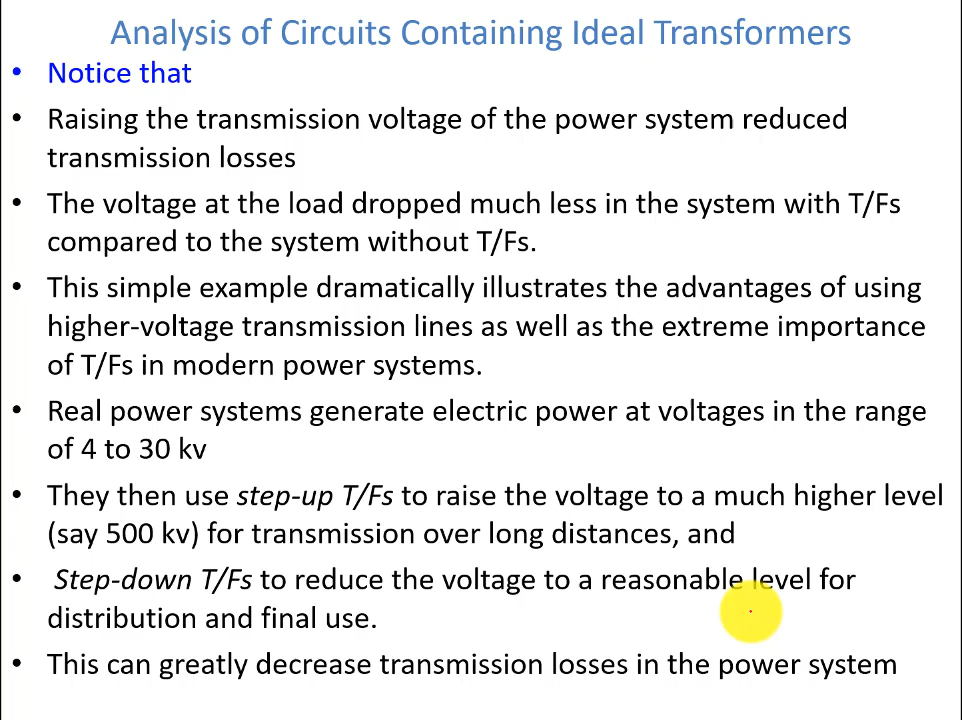 Analysis of Circuits Containing Ideal Transformers
• Notice that
• Raising the transmission voltage of the power system reduced
transmission losses
• The voltage at the load dropped much less in the system with T/Fs
compared to the system without T/Fs.
• This simple example dramatically illustrates the advantages of using
higher-voltage transmission lines as well as the extreme importance
of T/Fs in modern power systems.
• Real power systems generate electric power at voltages in the range
of 4 to 30 kv
• They then use step-up T/Fs to raise the voltage to a much higher level
(say 500 kv) for transmission over long distances, and
• Step-down T/Fs to reduce the voltage to a reasonable level for
distribution and final use.
• This can greatly decrease transmission losses in the power system